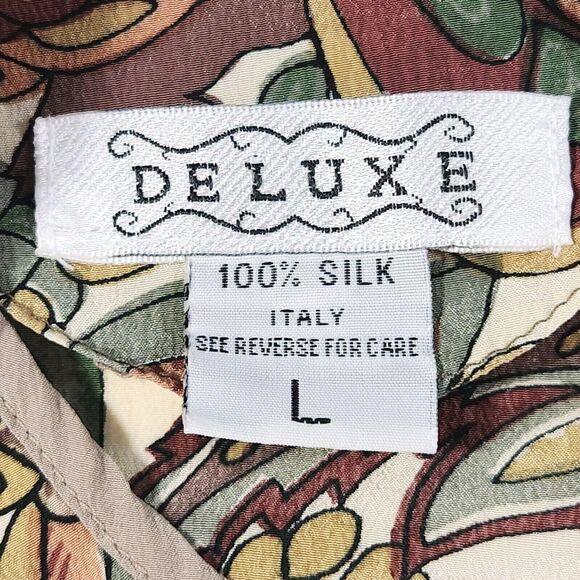 DELUXE
100% SILK
ITALY
SEE REVERSE FOR CARE
L